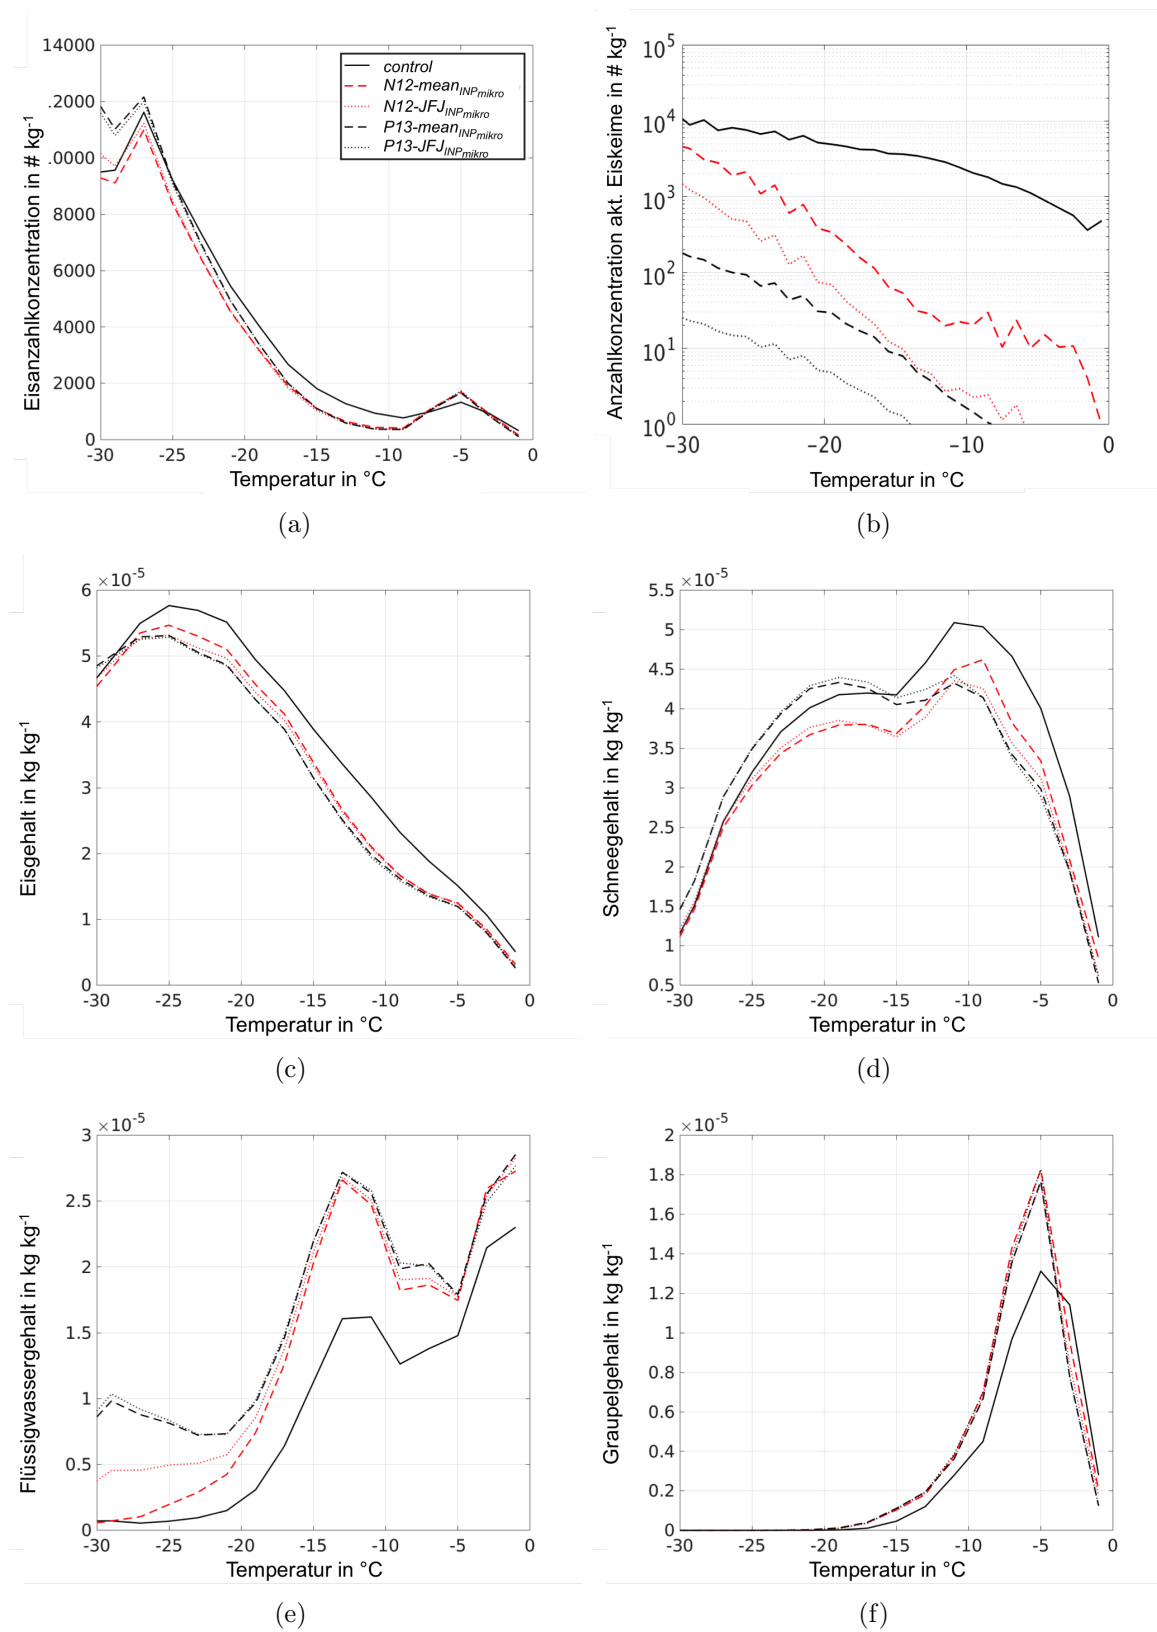 14000
.2000
.0000
8000
6000
4000
2000
0
-30 -25 -20 -15 -10 -5 0
Eisanzahlkonzentration in # kg-1
Temperatur in °C
control
N12-meanINPmikro
N12-JFJINPmikro
P13-meanINPmikro
P13-JFJINPmikro
(a)
105
104
103
102
101
100
−30 −20 −10 0
Anzahlkonzentration akt. Eiskeime in # kg-1
Temperatur in °C
(b)
×10-5
6
5
4
3
2
1
0
-30 -25 -20 -15 -10 -5 0
Eisgehalt in kg kg-1
Temperatur in °C
(c)
×10-5
5.5
5
4.5
4
3.5
3
2.5
2
1.5
1
0.5
-30 -25 -20 -15 -10 -5 0
Schneegehalt in kg kg-1
Temperatur in °C
(d)
×10-5
3
2.5
2
1.5
1
0.5
0
-30 -25 -20 -15 -10 -5 0
Flüssigwassergehalt in kg kg-1
Temperatur in °C
(e)
×10-5
2
1.8
1.6
1.4
1.2
1
0.8
0.6
0.4
0.2
0
-30 -25 -20 -15 -10 -5 0
Graupelgehalt in kg kg-1
Temperatur in °C
(f)